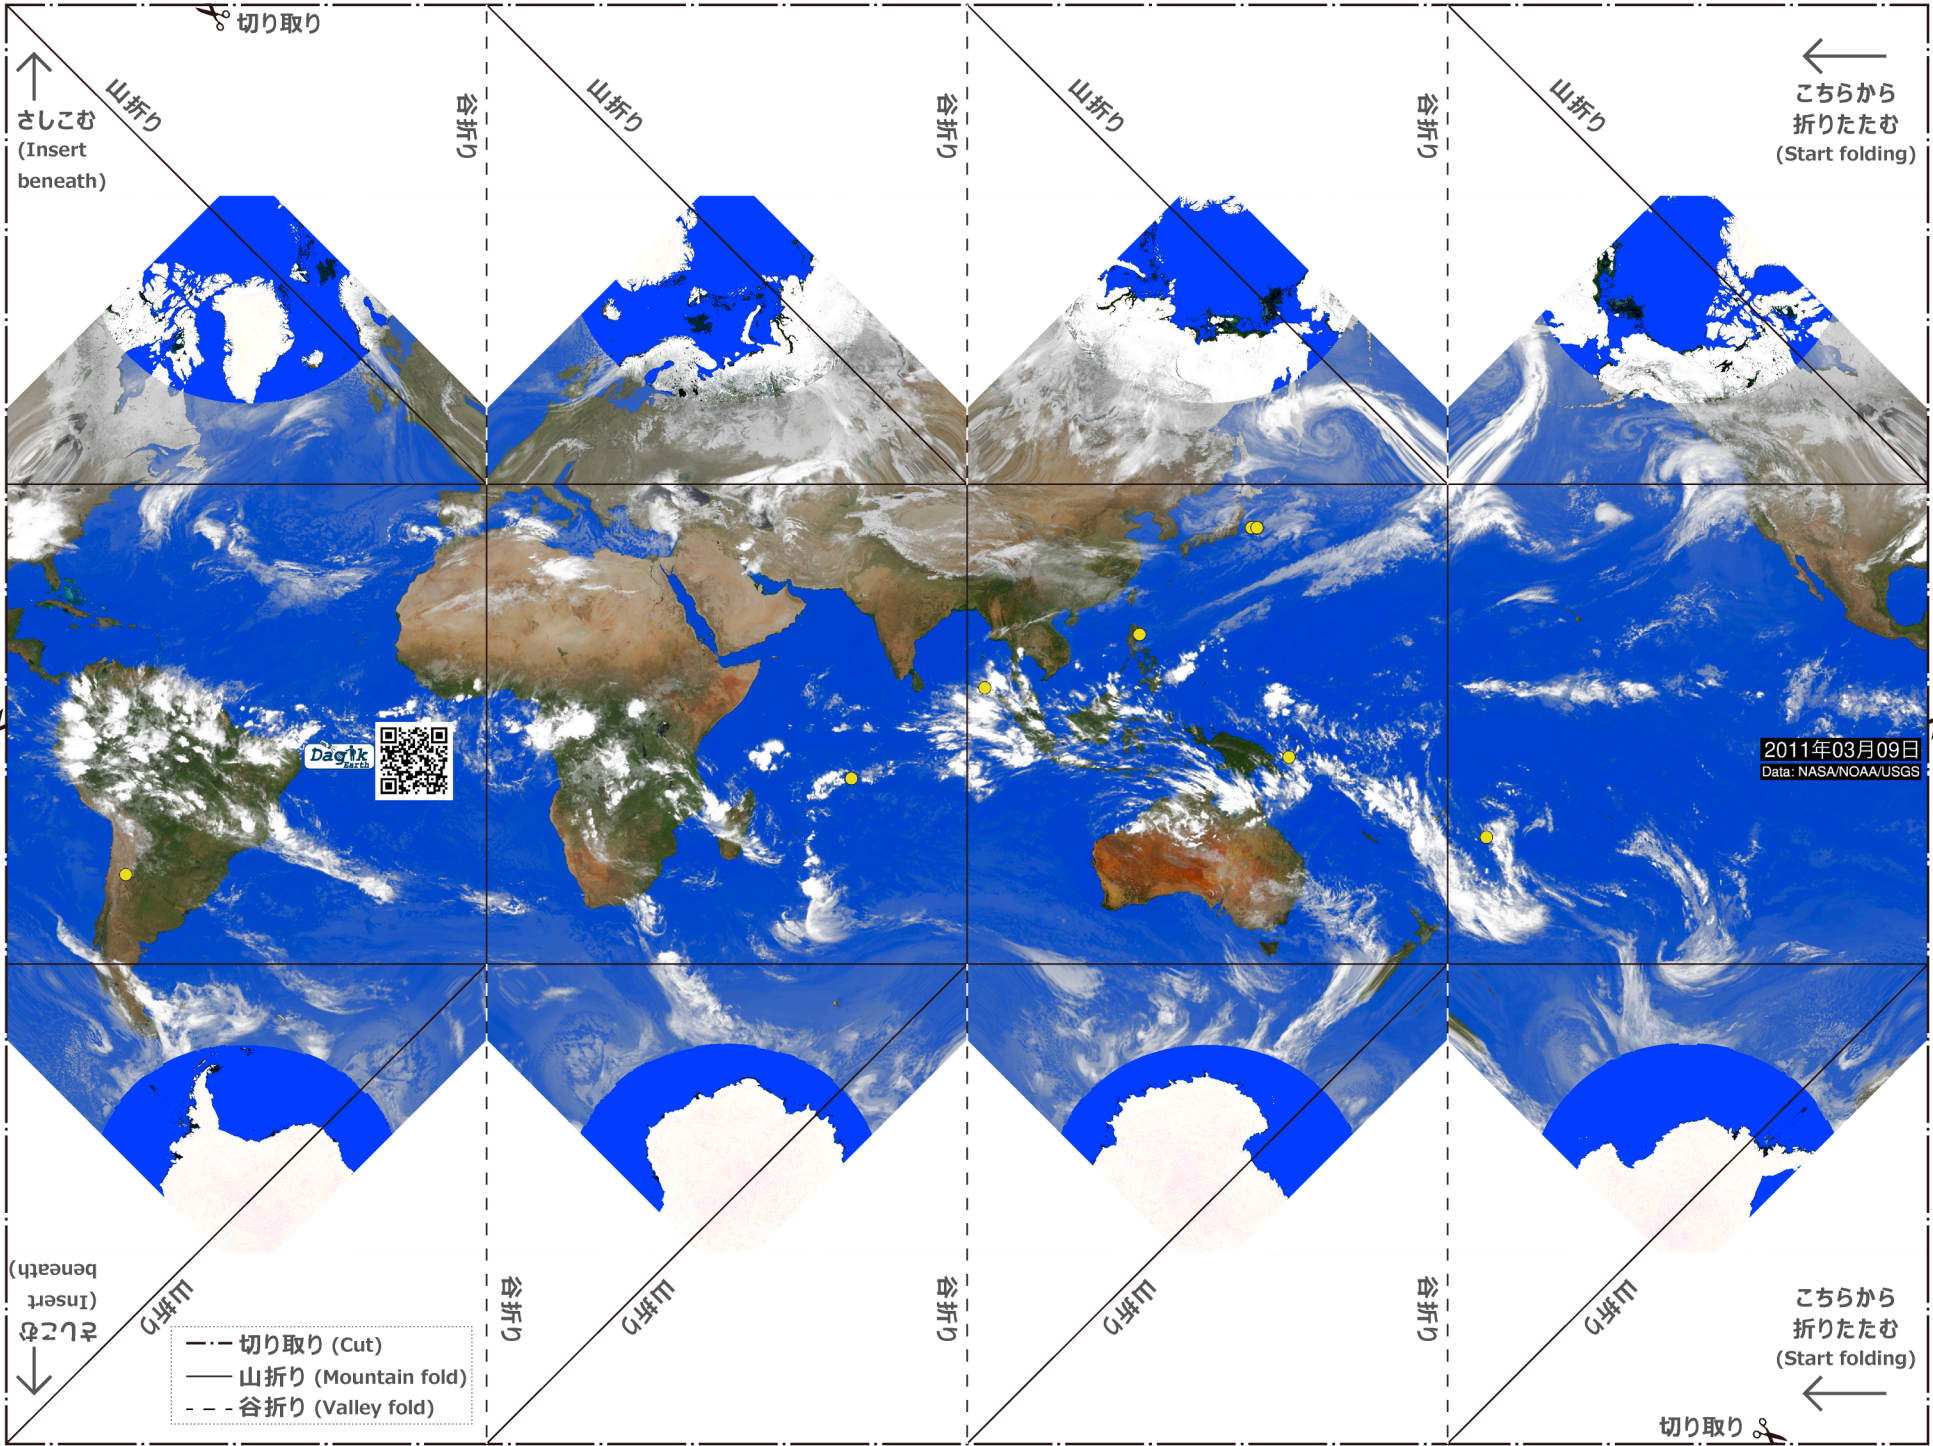 切り取り
さしこむ
(Insert
beneath)
山折り
谷折り
山折り
谷折り
山折り
谷折り
山折り
こちらから
折りたたむ
(Start folding)
Dagik
Earth
2011年03月09日
Data: NASA/NOAA/USGS
さしこむ
(Insert
beneath)
山折り
谷折り
山折り
谷折り
山折り
谷折り
山折り
切り取り (Cut)
山折り (Mountain fold)
谷折り (Valley fold)
こちらから
折りたたむ
(Start folding)
切り取り